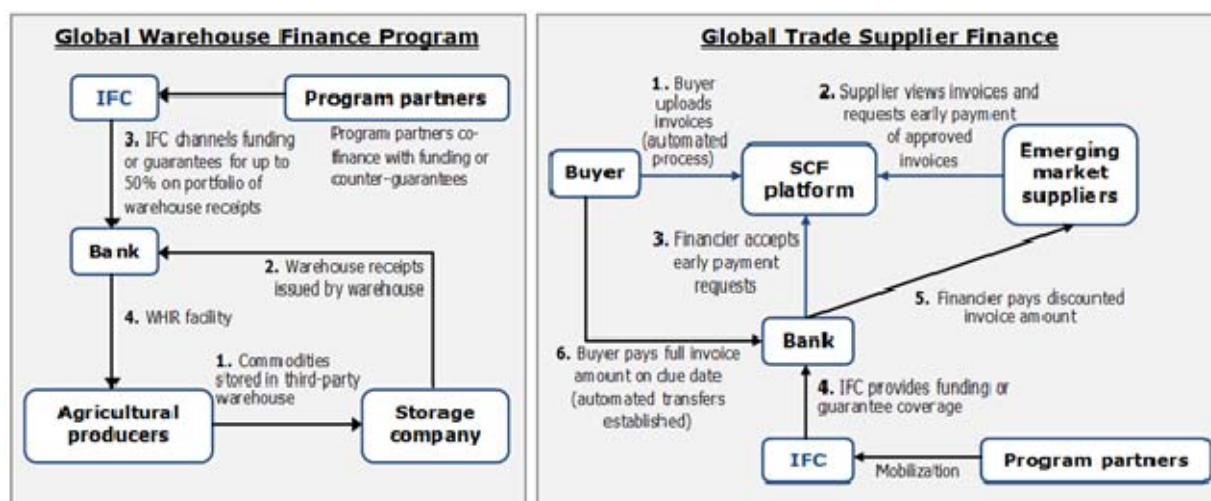 Global Warehouse Finance Program
IFC
Program partners
3. IFC channels funding
or guarantees for up to
50% on portfolio of
warehouse receipts
Program partners co-
finance with funding or
counter-guarantees
Bank
2. Warehouse receipts
issued by warehouse
4. WHIR facility
1. Commodities
stored in third-party
warehouse
Agricultural
producers
Storage
company
Global Trade Supplier Finance
1. Buyer
uploads
invoices
(automated
process)
2. Supplier views invoices and
requests early payment
of approved
invoices
Buyer
SCF
platform
Emerging
market
suppliers
3. Financier accepts
early payment
requests
5. Financier pays discounted
invoice amount
Bank
6. Buyer pays full invoice
amount on due date
(automated transfers
established)
4. IFC provides funding or
guarantee coverage
IFC
Mobilization
Program partners